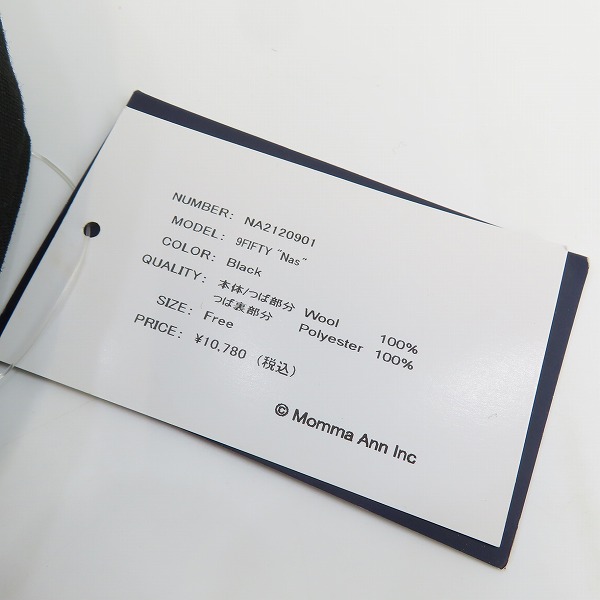 NUMBER: NA2120901
MODEL: 9FIFTY "Nas"
COLOR: Black
QUALITY: 本体/つば部分 Wool 100%
つば裏部分 Polyester 100%
SIZE: Free
PRICE: ¥10,780 (税込)
© Momma Ann Inc